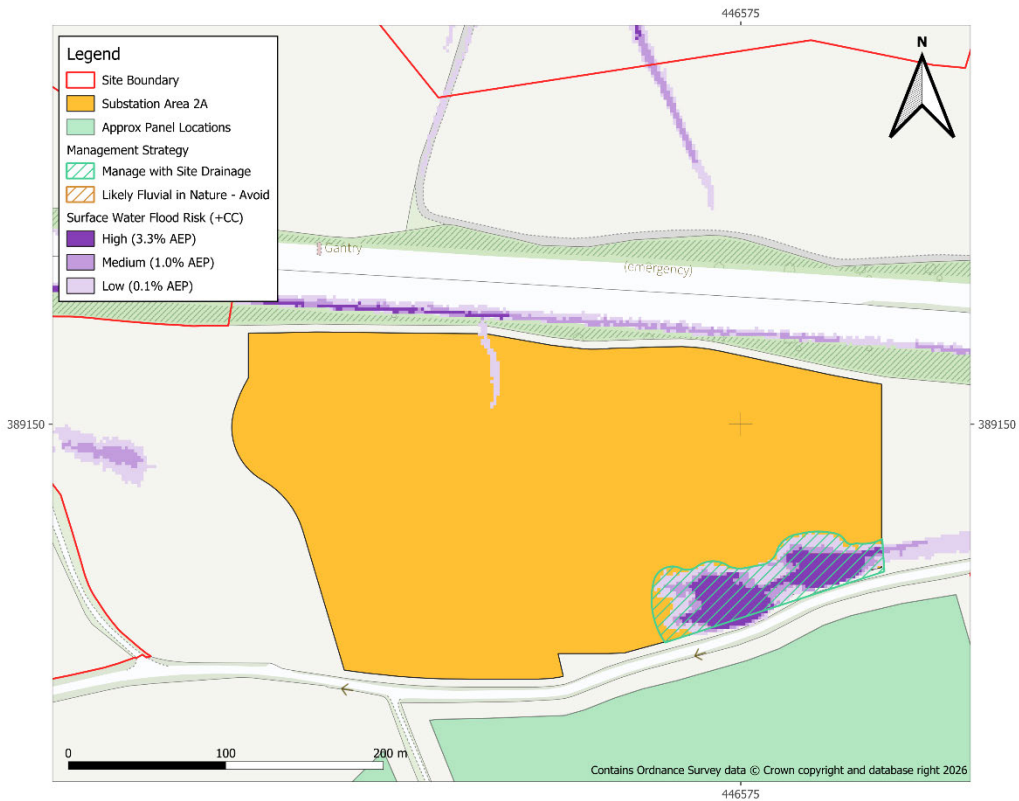 446575
Legend
Site Boundary
Substation Area 2A
Approx Panel Locations
Management Strategy
Manage with Site Drainage
Likely Fluvial in Nature - Avoid
Surface Water Flood Risk (+CC)
High (3.3% AEP)
Medium (1.0% AEP)
Low (0.1% AEP)
N
Gantry
(emergency)
389150
389150
0 100 200 m
Contains Ordnance Survey data © Crown copyright and database right 2026
446575